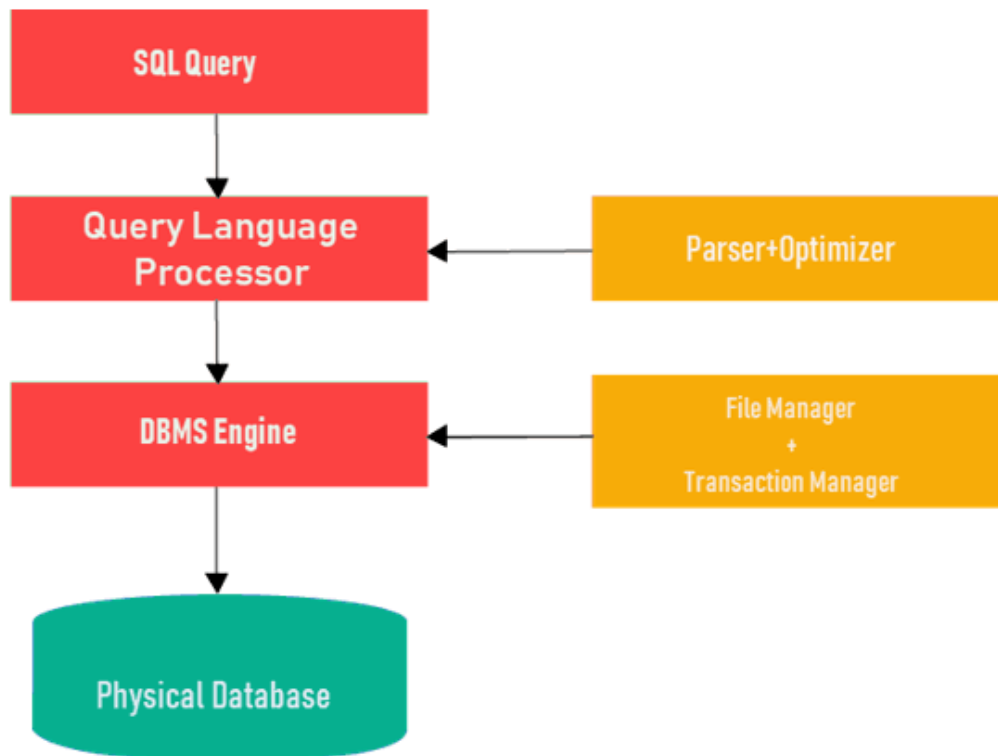 SQL Query
Query Language
Processor
Parser+Optimizer
DBMS Engine
File Manager
+
Transaction Manager
Physical Database